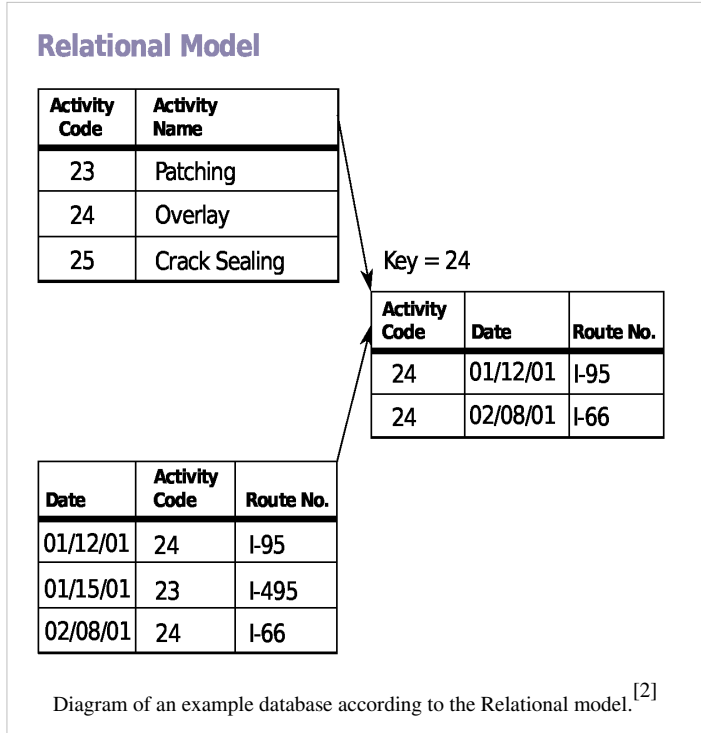 Relational Model
Activity Code Activity Name
23 Patching
24 Overlay
25 Crack Sealing
Key = 24
Activity Code Date Route No.
24 01/12/01 I-95
24 02/08/01 I-66
Date Activity Code Route No.
01/12/01 24 I-95
01/15/01 23 I-495
02/08/01 24 I-66
Diagram of an example database according to the Relational model.[2]